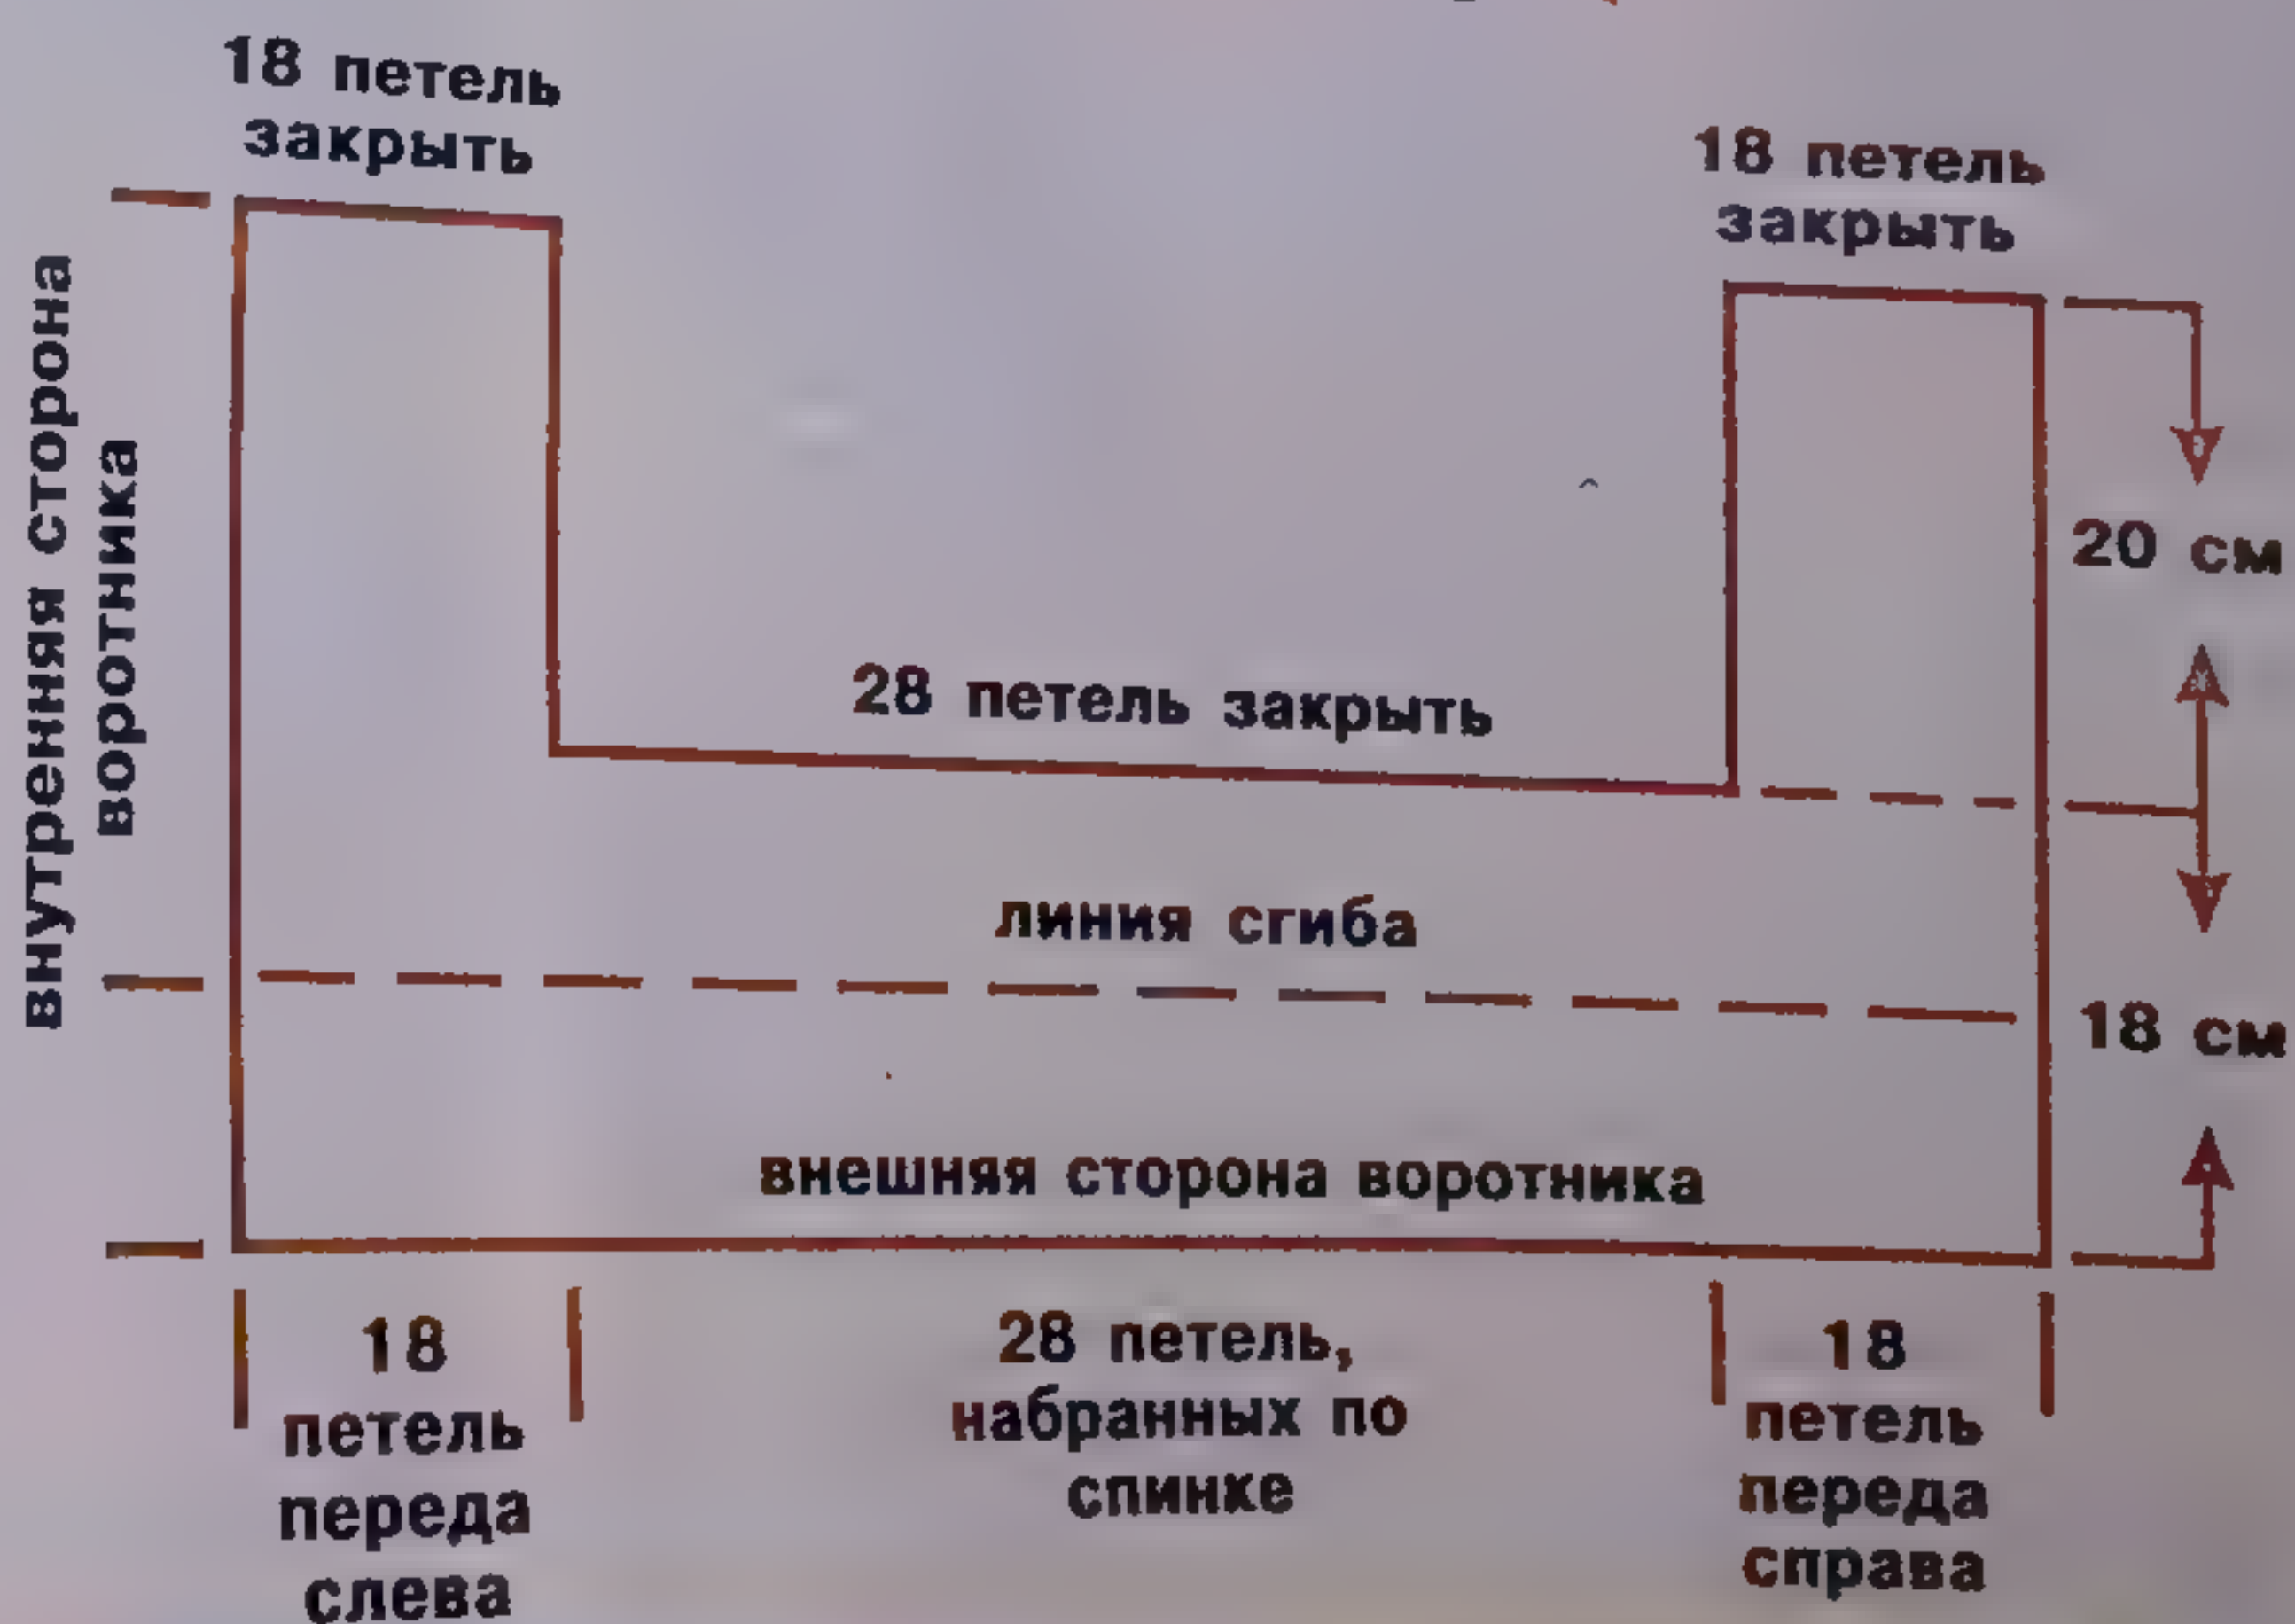 18 петель
закрыть
18 петель
закрыть
внутренняя сторона
воротника
20 см
28 петель закрыть
линия сгиба
18 см
внешняя сторона воротника
18
петель
переда
слева
28 петель,
набранных по
спинке
18
петель
переда
справа